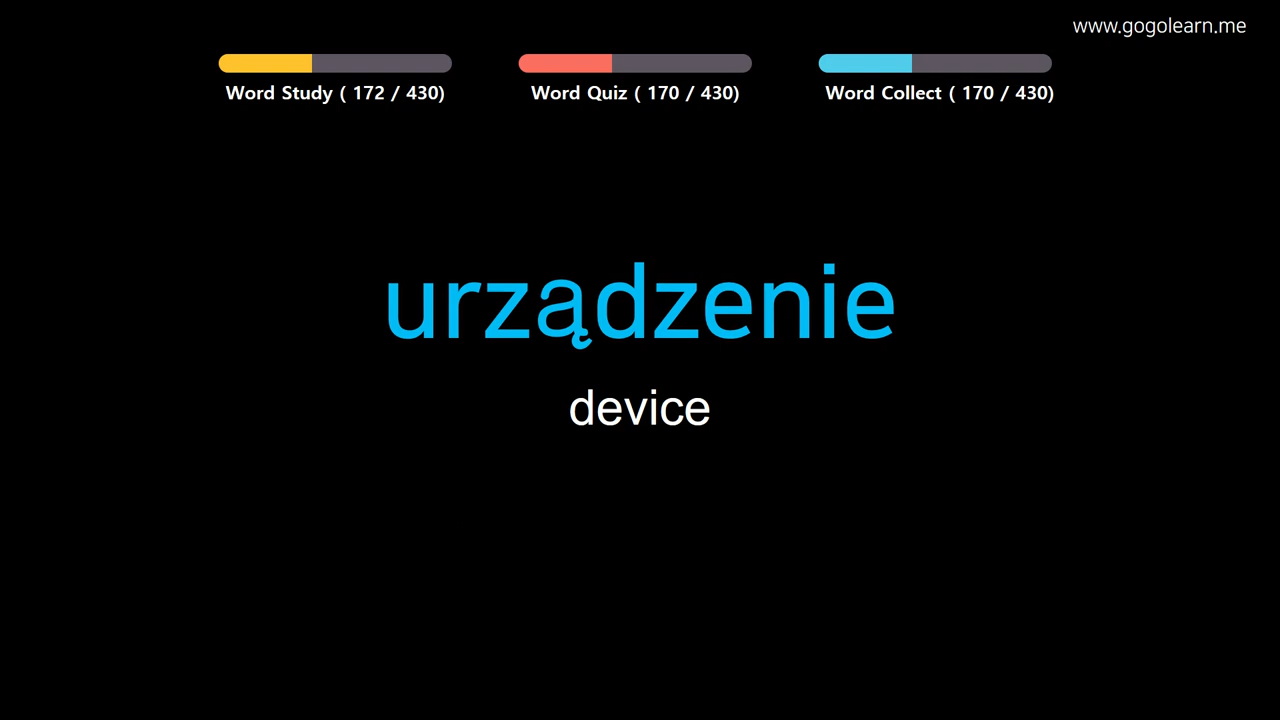 www.gogolearn.me
Word Study ( 172 / 430)
Word Quiz ( 170 / 430)
Word Collect ( 170 / 430)
urządzenie
device